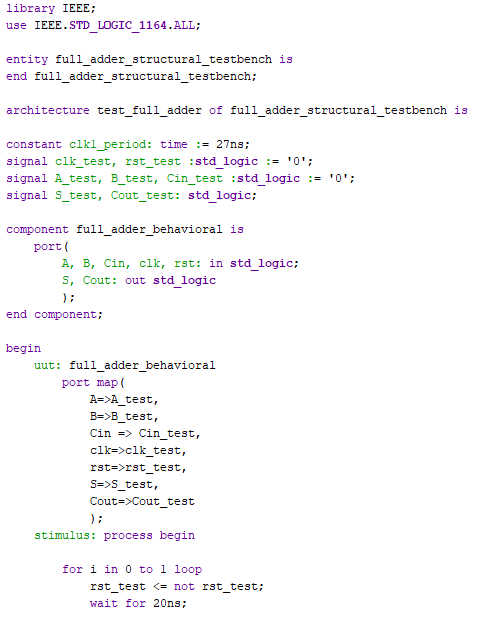 library IEEE;
use IEEE.STD_LOGIC_1164.ALL;

entity full_adder_structural_testbench is
end full_adder_structural_testbench;

architecture test_full_adder of full_adder_structural_testbench is

constant clk1_period: time := 27ns;
signal clk_test, rst_test :std_logic := '0';
signal A_test, B_test, Cin_test :std_logic := '0';
signal S_test, Cout_test: std_logic;

component full_adder_behavioral is
    port(
        A, B, Cin, clk, rst: in std_logic;
        S, Cout: out std_logic
        );
end component;

begin
    uut: full_adder_behavioral
        port map(
            A=>A_test,
            B=>B_test,
            Cin => Cin_test,
            clk=>clk_test,
            rst=>rst_test,
            S=>S_test,
            Cout=>Cout_test
            );
    stimulus: process begin

        for i in 0 to 1 loop
            rst_test <= not rst_test;
            wait for 20ns;